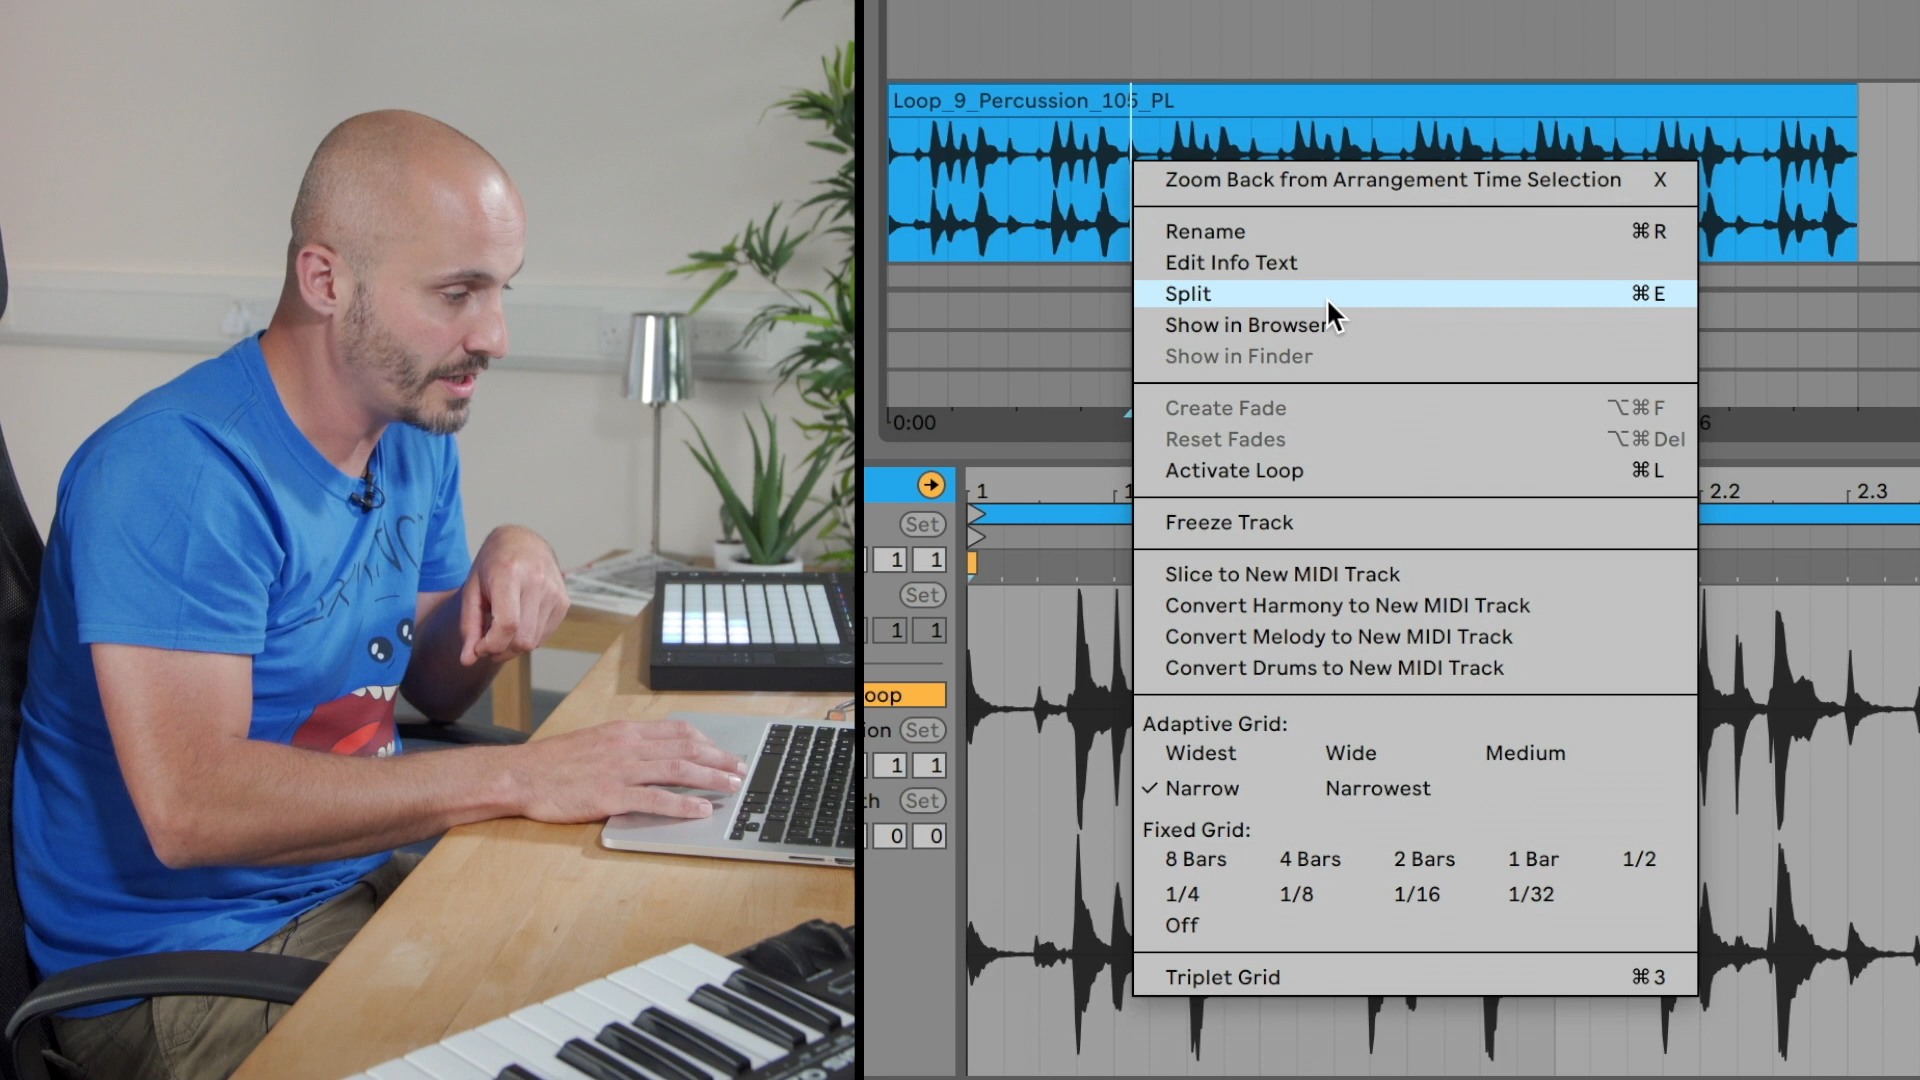 Loop_9_Percussion_105_PL
Zoom Back from Arrangement Time Selection X
Rename ⌘R
Edit Info Text
Split ⌘E
Show in Browser
Show in Finder
Create Fade ⌥⌘F
Reset Fades ⌥⌘Del
Activate Loop ⌘L
Freeze Track
Slice to New MIDI Track
Convert Harmony to New MIDI Track
Convert Melody to New MIDI Track
Convert Drums to New MIDI Track
Adaptive Grid:
Widest Wide Medium
✓ Narrow Narrowest
Fixed Grid:
8 Bars 4 Bars 2 Bars 1 Bar 1/2
1/4 1/8 1/16 1/32
Off
Triplet Grid ⌘3
0:00 6
1 1 2.2 2.3
Set
1 1
Set
1 1
oop
ion Set
1 1
th Set
0 0